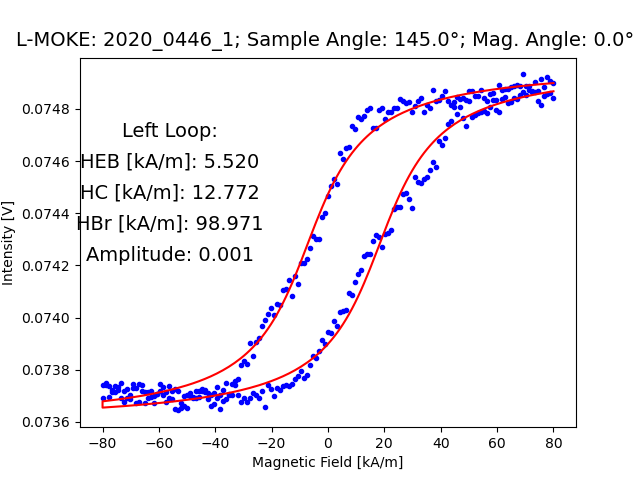 L-MOKE: 2020_0446_1; Sample Angle: 145.0°; Mag. Angle: 0.0°
Left Loop:
HEB [kA/m]: 5.520
HC [kA/m]: 12.772
HBr [kA/m]: 98.971
Amplitude: 0.001
Intensity [V]
0.0748
0.0746
0.0744
0.0742
0.0740
0.0738
0.0736
−80
−60
−40
−20
0
20
40
60
80
Magnetic Field [kA/m]